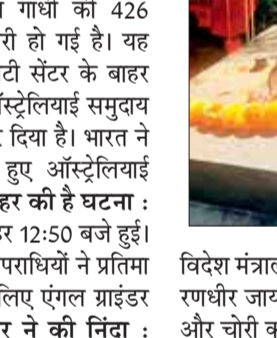 गांधी की 426
री हो गई है। यह
टी सेंटर के बाहर
स्ट्रेलियाई समुदाय
दिया है। भारत ने
हुए ऑस्ट्रेलियाई
हर की है घटना :
हर 12:50 बजे हुई।
पराधियों ने प्रतिमा
लिए एंगल ग्राइंडर
र ने की निंदा :
विदेश मंत्राल
रणधीर जाय
और चोरी क